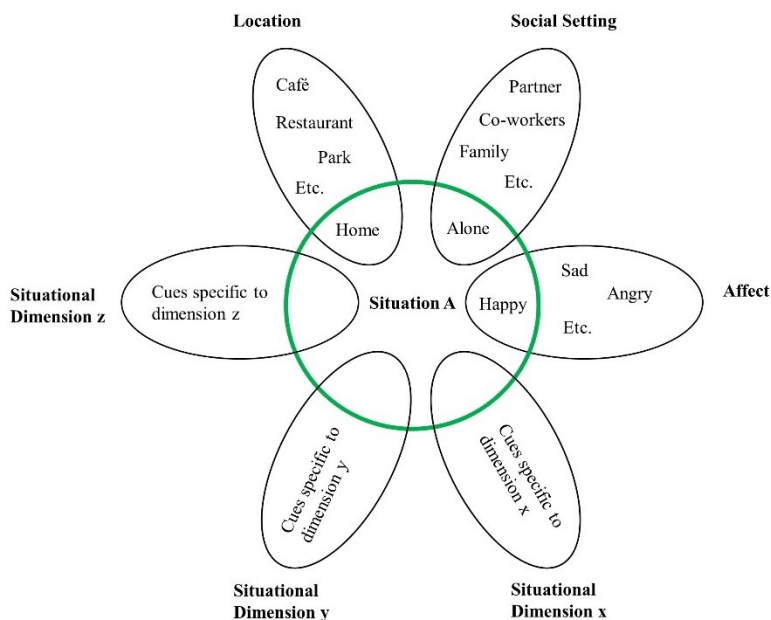 Location
Social Setting
Café
Restaurant
Park
Etc.
Home
Partner
Co-workers
Family
Etc.
Alone
Situational
Dimension z
Cues specific to
dimension z
Situation A
Happy
Sad
Angry
Etc.
Affect
Cues specific to
dimension y
Cues specific to
dimension x
Situational
Dimension y
Situational
Dimension x